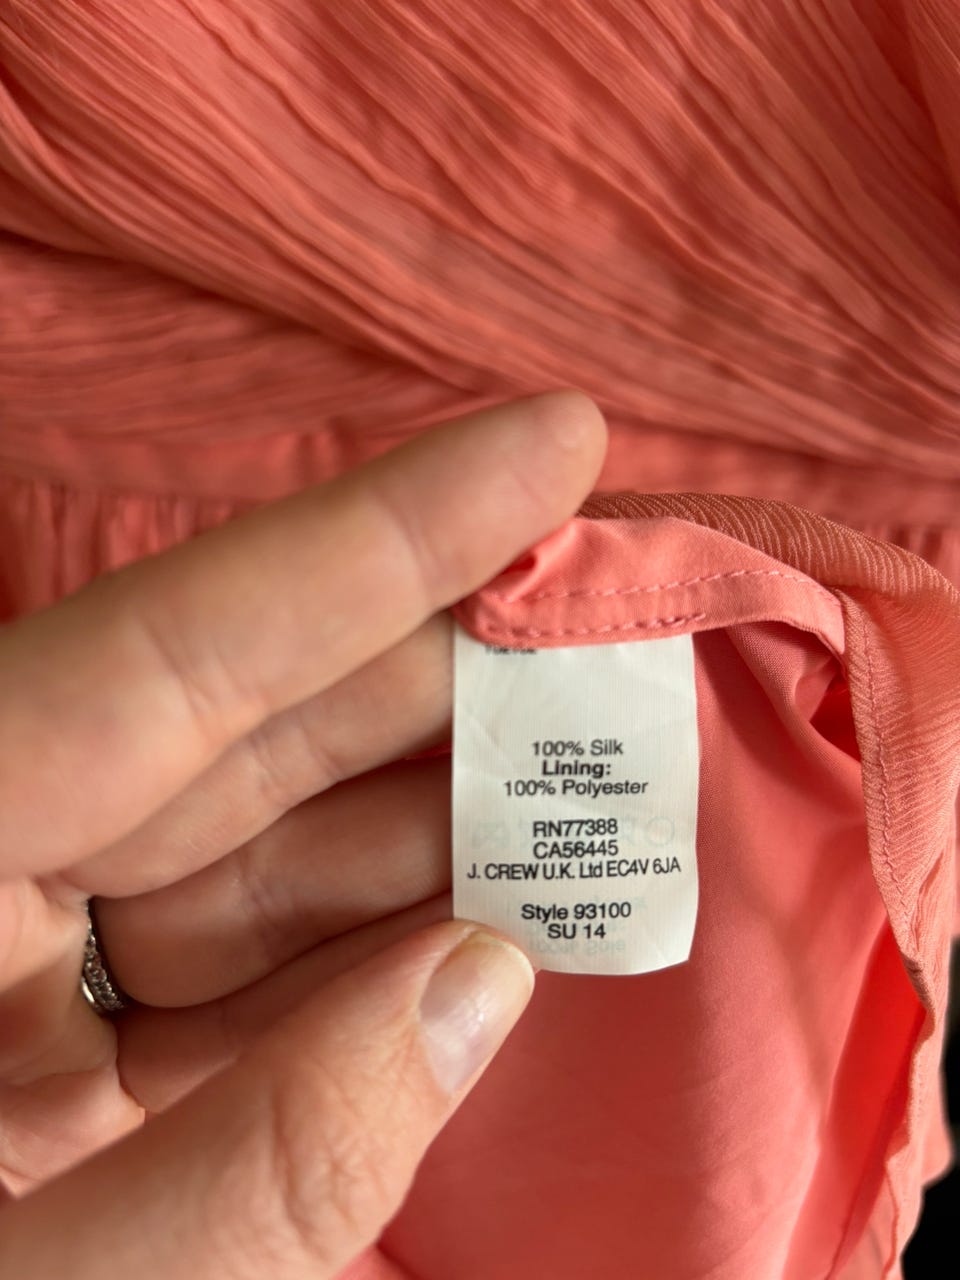 100% Silk
Lining:
100% Polyester
RN77388
CA56445
J. CREW U.K. Ltd EC4V 6JA
Style 93100
SU 14